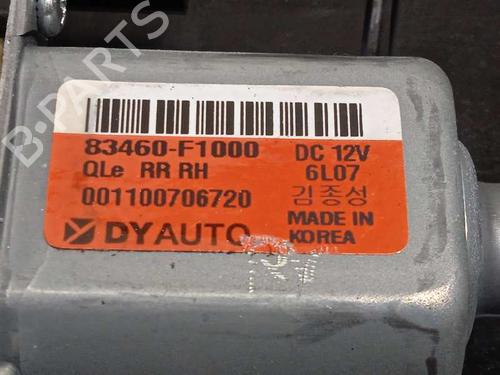 83460-F1000 DC 12V
QLe RR RH 6L07
001100706720 김종성
DYAUTO MADE IN
KOREA
B-PARTS